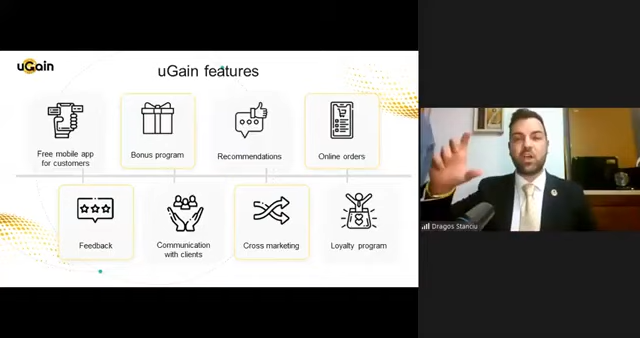 uGain
uGain features
Free mobile app
for customers
Bonus program
Recommendations
Online orders
Feedback
Communication
with clients
Cross marketing
Loyalty program
Dragos Stanciu